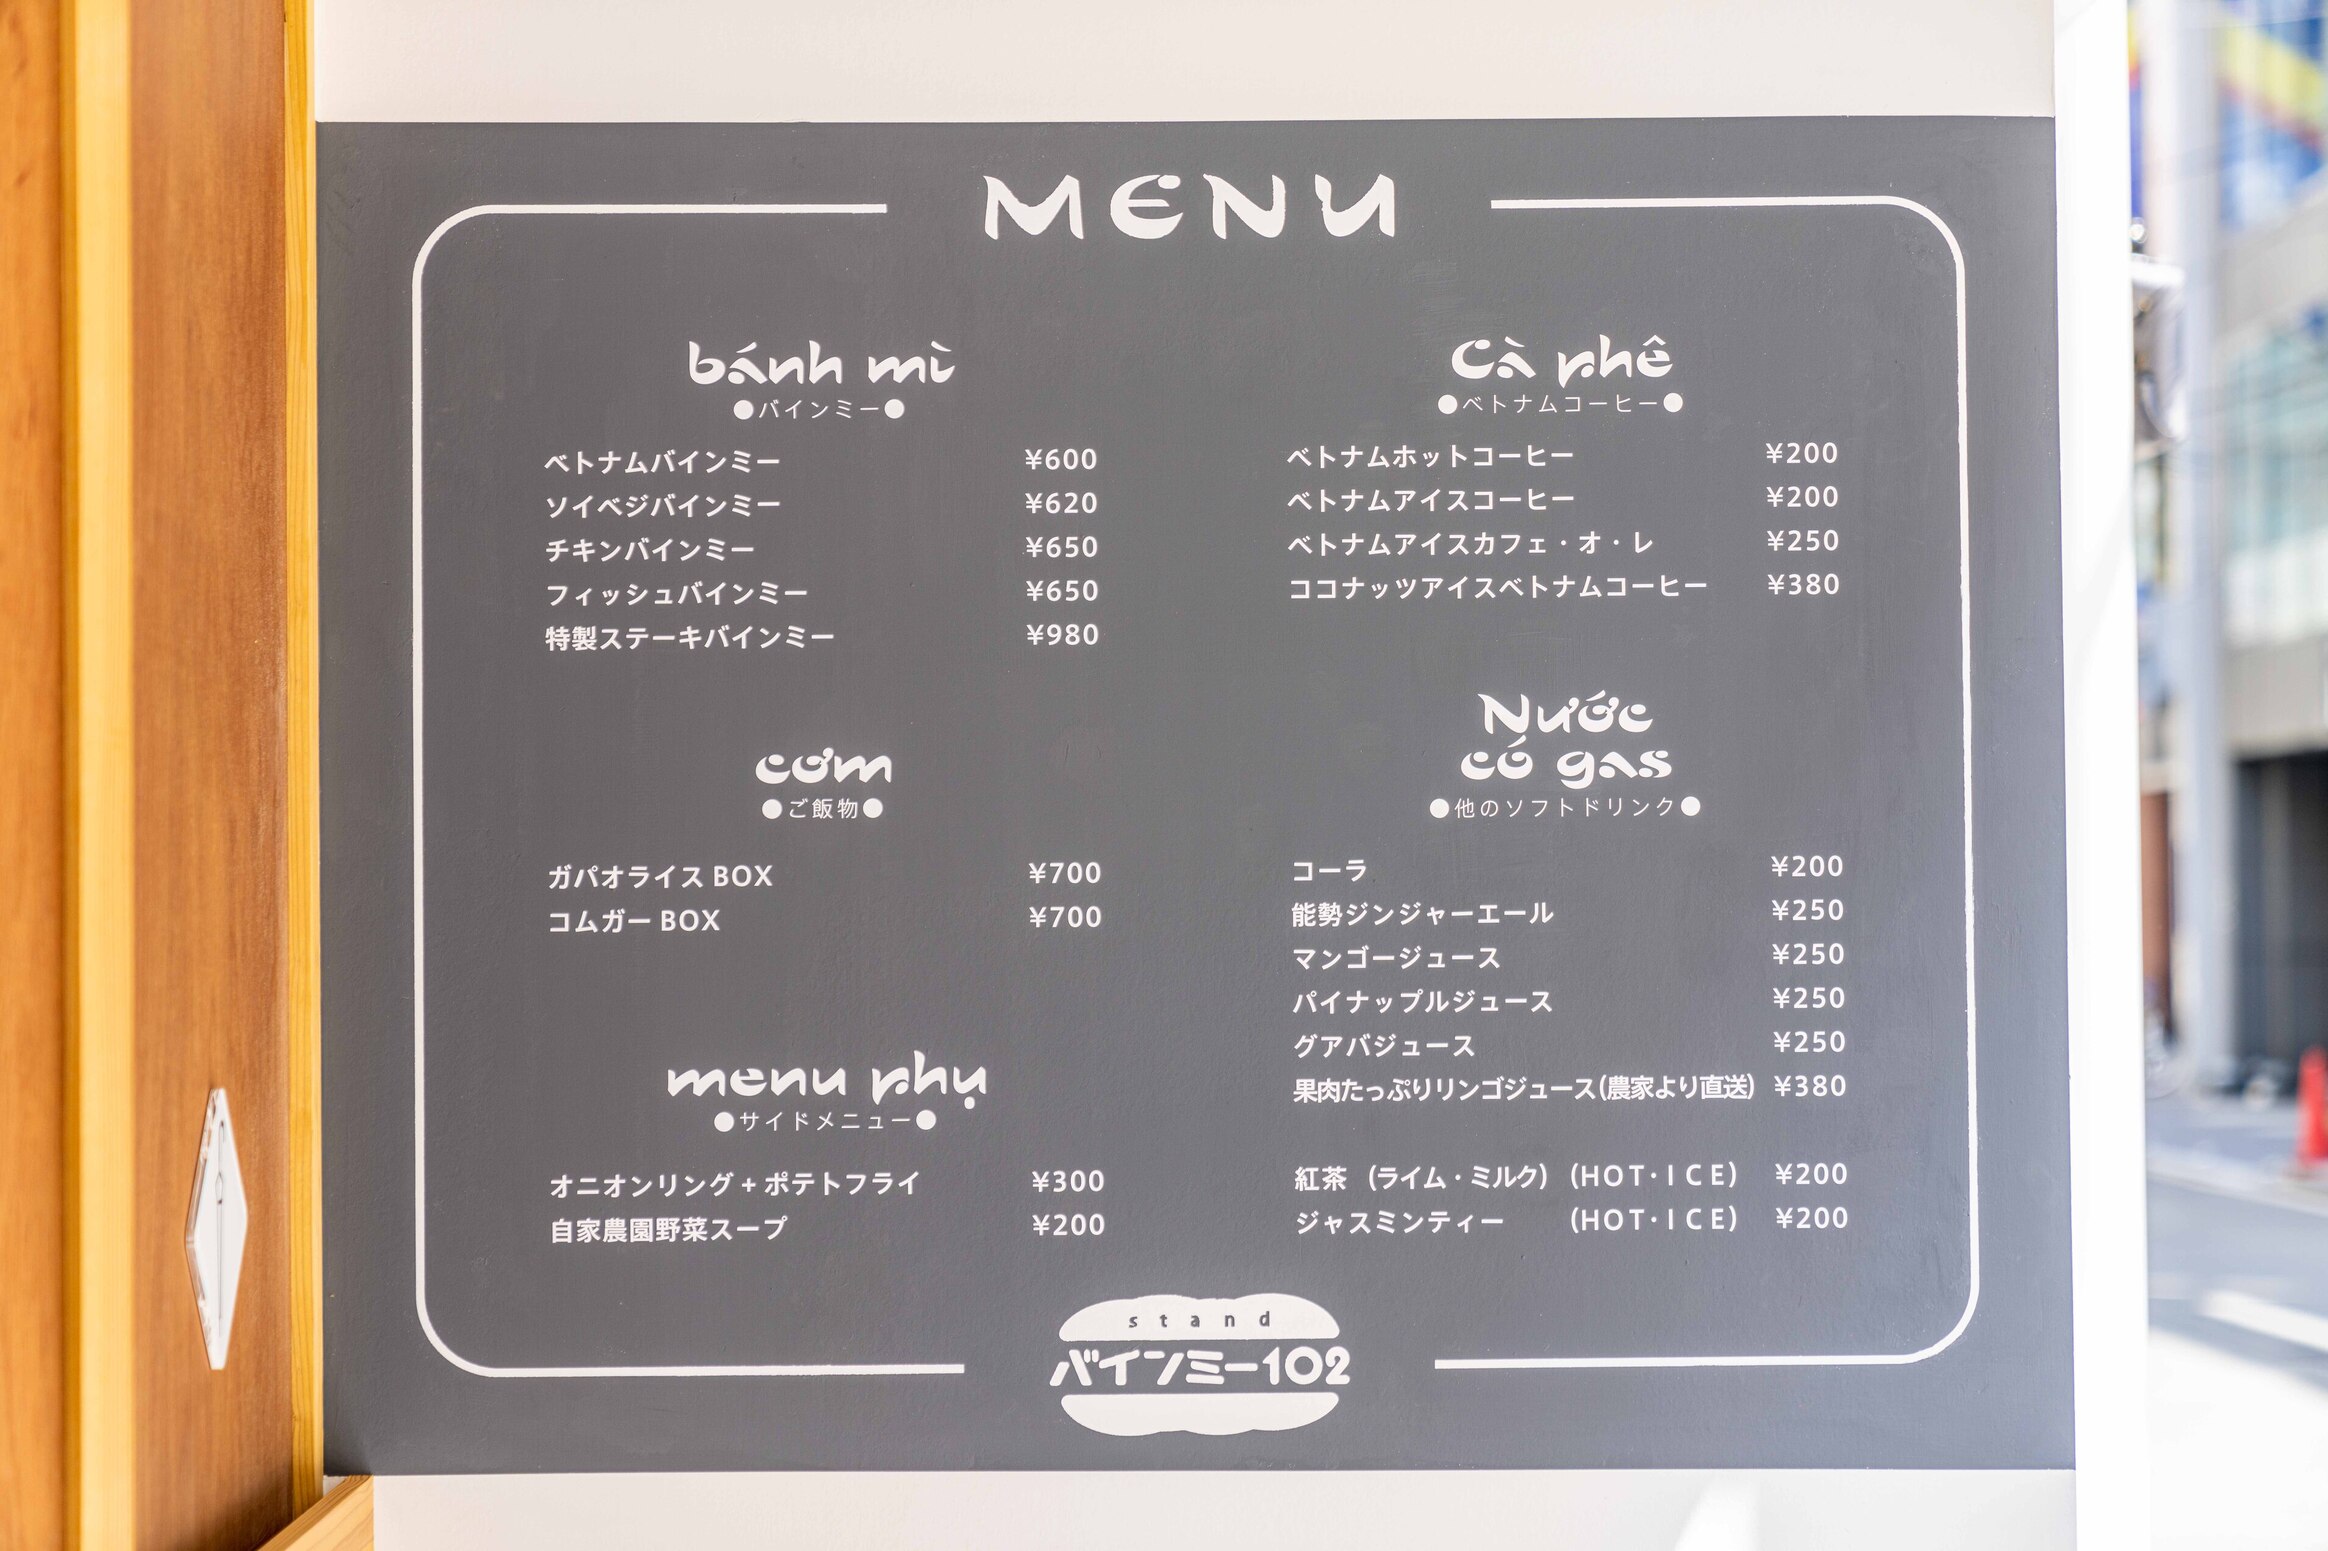 MENU
bánh mì
●バインミー●
ベトナムバインミー ¥600
ソイベジバインミー ¥620
チキンバインミー ¥650
フィッシュバインミー ¥650
特製ステーキバインミー ¥980
cơm
●ご飯物●
ガパオライス BOX ¥700
コムガー BOX ¥700
menu phụ
●サイドメニュー●
オニオンリング+ポテトフライ ¥300
自家農園野菜スープ ¥200
Cà phê
●ベトナムコーヒー●
ベトナムホットコーヒー ¥200
ベトナムアイスコーヒー ¥200
ベトナムアイスカフェ・オ・レ ¥250
ココナッツアイスベトナムコーヒー ¥380
Nước
có gas
●他のソフトドリンク●
コーラ ¥200
能勢ジンジャーエール ¥250
マンゴージュース ¥250
パイナップルジュース ¥250
グアバジュース ¥250
果肉たっぷりリンゴジュース(農家より直送) ¥380
紅茶 (ライム・ミルク) (HOT・ICE) ¥200
ジャスミンティー (HOT・ICE) ¥200
stand
バインミー102